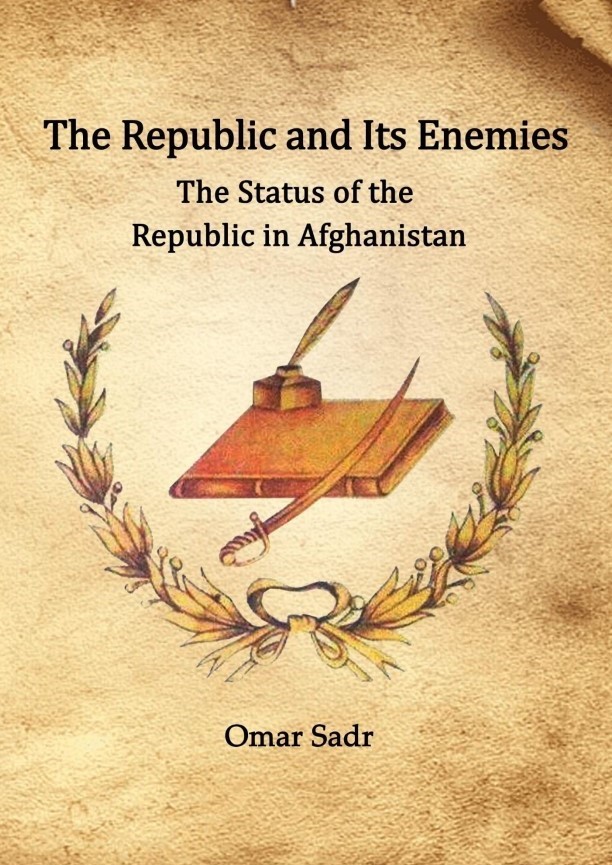 The Republic and Its Enemies
The Status of the
Republic in Afghanistan
Omar Sadr